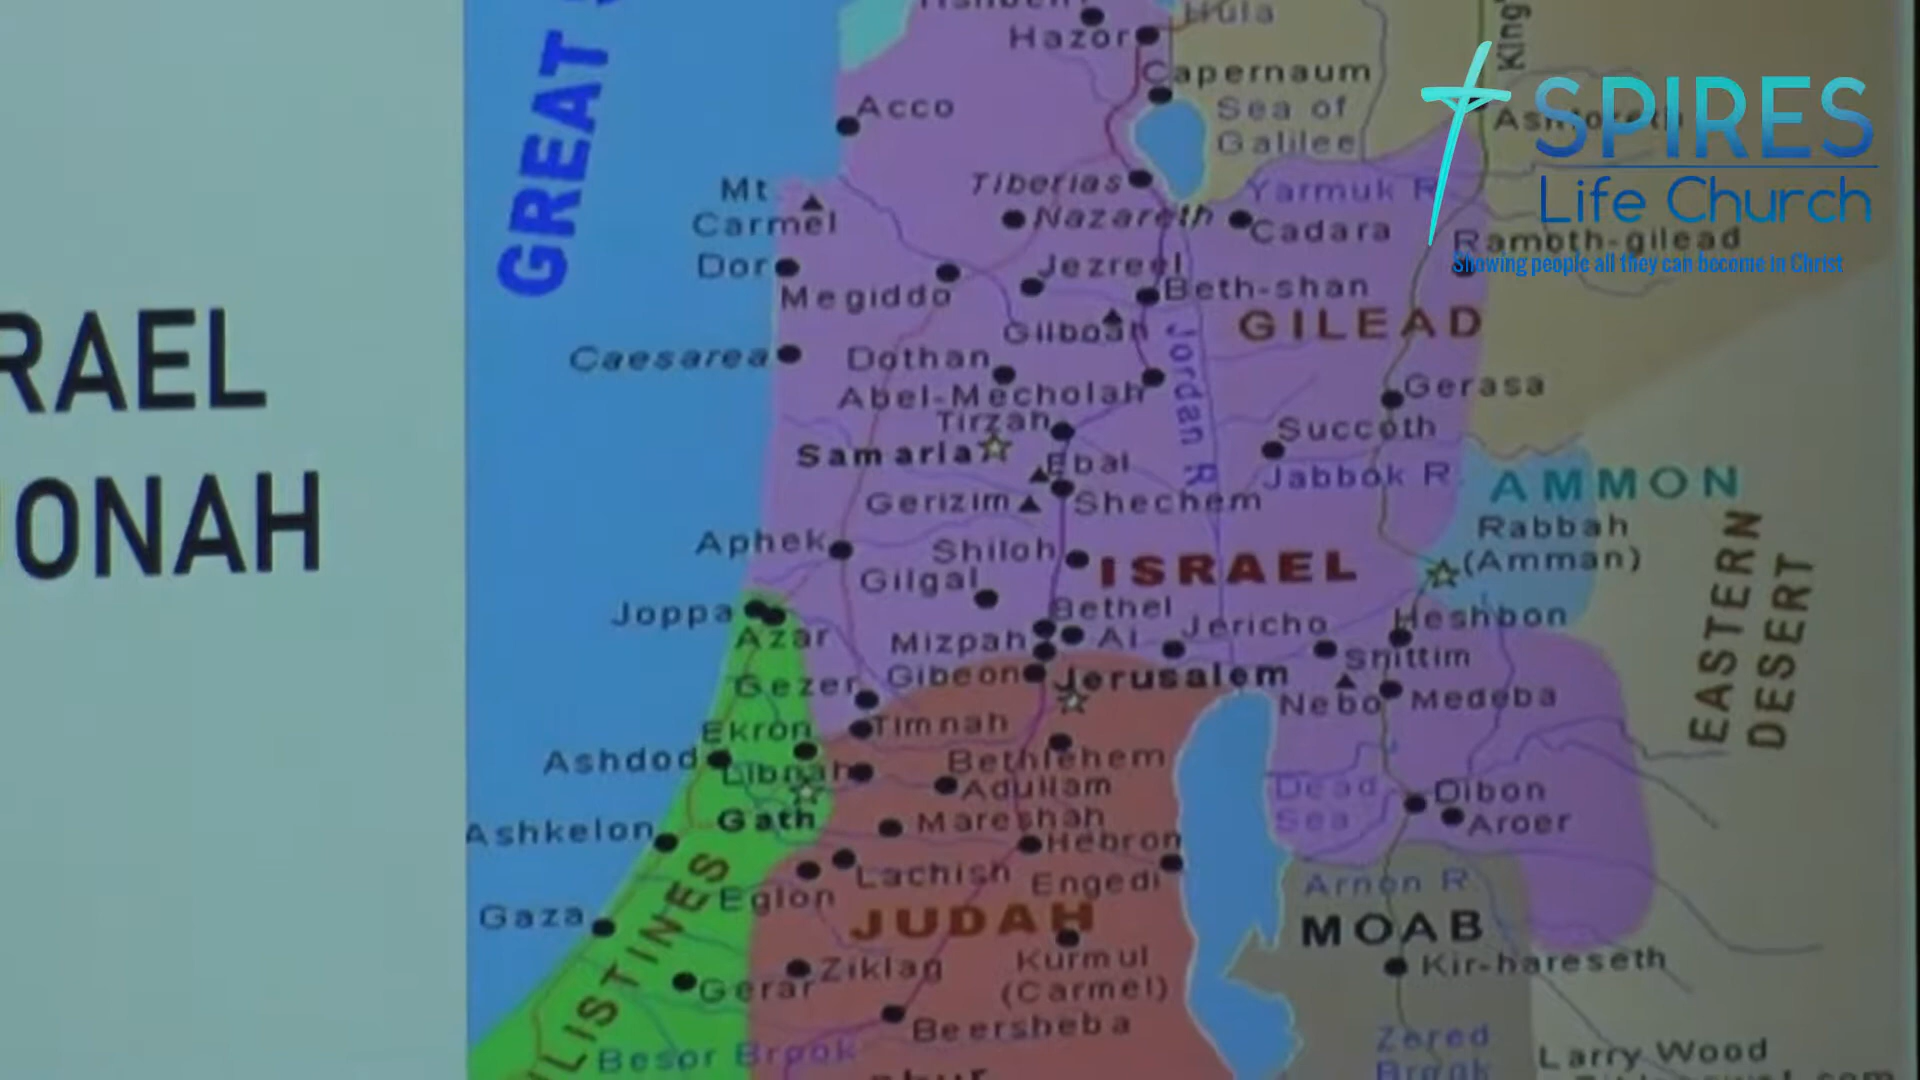 RAEL
ONAH
GREAT
Hazor
Hula
King'
Capernaum
Acco
Sea of
Galilee
SPIRES
Life Church
Showing people all they can become in Christ
Mt
Carmel
Tiberias
Nazareth
Yarmuk R
Cadara
Ramoth-gilead
Dor
Megiddo
Jezreel
Beth-shan
Gilboah
GILEAD
Caesarea
Dothan
Jordan R
Abel-Mecholah
Gerasa
Tirzah
Succoth
Samaria
Ebal
Jabbok R
AMMON
Gerizim
Shechem
Rabbah
(Amman)
EASTERN
DESERT
Aphek
Shiloh
ISRAEL
Gilgal
Joppa
Azar
Bethel
Jericho
Heshbon
Mizpah
Ai
Shittim
Gezer
Gibeon
Jerusalem
Nebo
Medeba
Ekron
Timnah
Ashdod
Libnah
Bethlehem
Adullam
Dead
Sea
Dibon
Aroer
Gath
Mareshah
Ashkelon
Hebron
Lachish
Engedi
Arnon R
Eglon
JUDAH
MOAB
Gaza
Ziklag
Kurmul
(Carmel)
Kir-hareseth
Gerar
Beersheba
ILISTINES
Besor Brook
Zered
Brook
Larry Wood